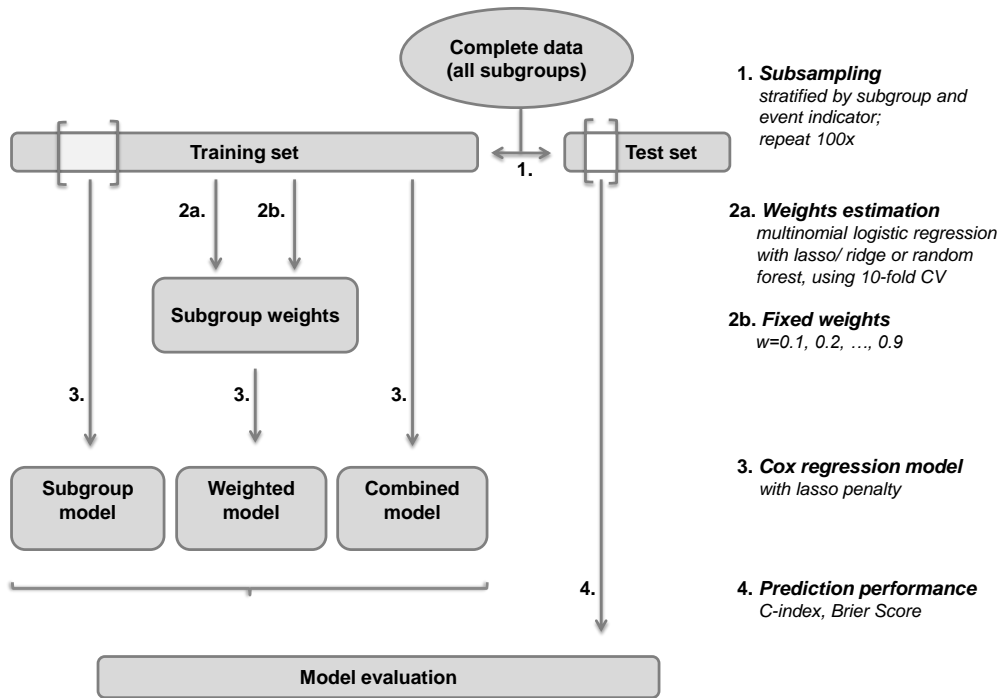 Complete data
(all subgroups)
Training set
1.
Test set
2a.
2b.
Subgroup weights
3.
3.
3.
Subgroup
model
Weighted
model
Combined
model
4.
Model evaluation
1. Subsampling
stratified by subgroup and
event indicator;
repeat 100x
2a. Weights estimation
multinomial logistic regression
with lasso/ ridge or random
forest, using 10-fold CV
2b. Fixed weights
w=0.1, 0.2, …, 0.9
3. Cox regression model
with lasso penalty
4. Prediction performance
C-index, Brier Score